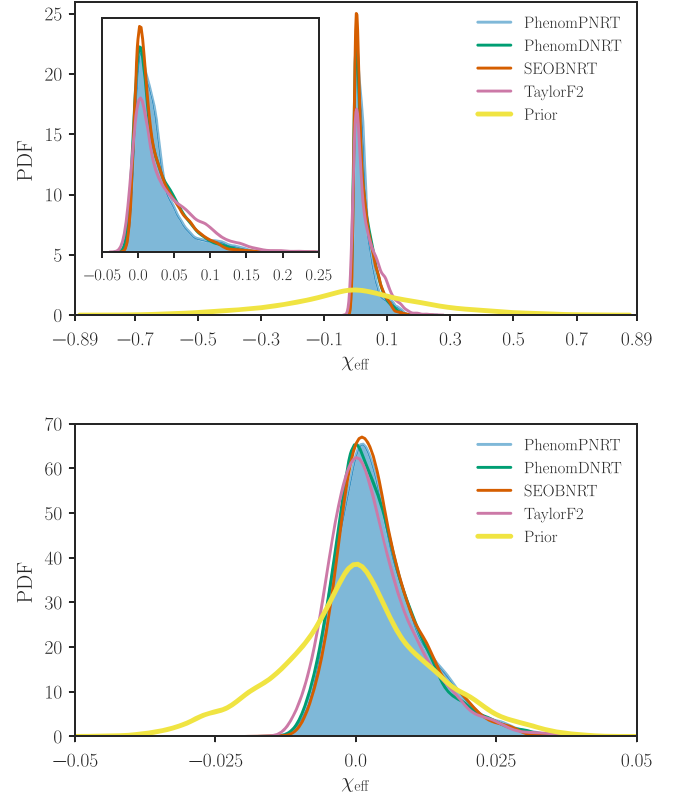 25
20
15
10
5
0
PDF
PhenomPNRT
PhenomDNRT
SEOBNRT
TaylorF2
Prior
−0.05 0.0 0.05 0.1 0.15 0.2 0.25
−0.89 −0.7 −0.5 −0.3 −0.1 0.1 0.3 0.5 0.7 0.89
χeff
70
60
50
40
30
20
10
0
PDF
PhenomPNRT
PhenomDNRT
SEOBNRT
TaylorF2
Prior
−0.05 −0.025 0.0 0.025 0.05
χeff